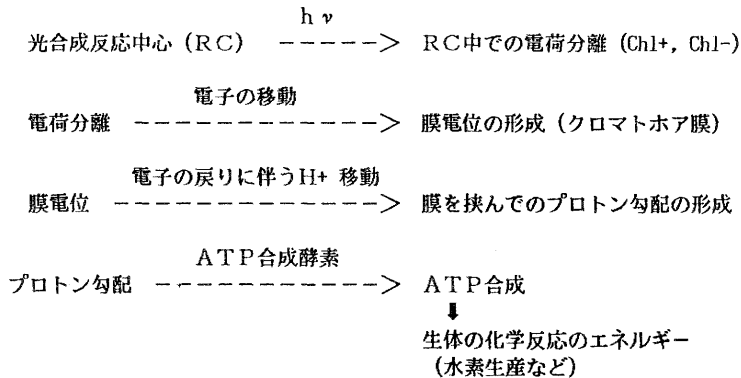 hν
光合成反応中心(RC) -----> RC中での電荷分離(Chl+, Chl-)
電子の移動
電荷分離 ------------> 膜電位の形成(クロマトホア膜)
電子の戻りに伴うH+ 移動
膜電位 -------------> 膜を挟んでのプロトン勾配の形成
ATP合成酵素
プロトン勾配 -----------> ATP合成
⬇
生体の化学反応のエネルギー
(水素生産など)